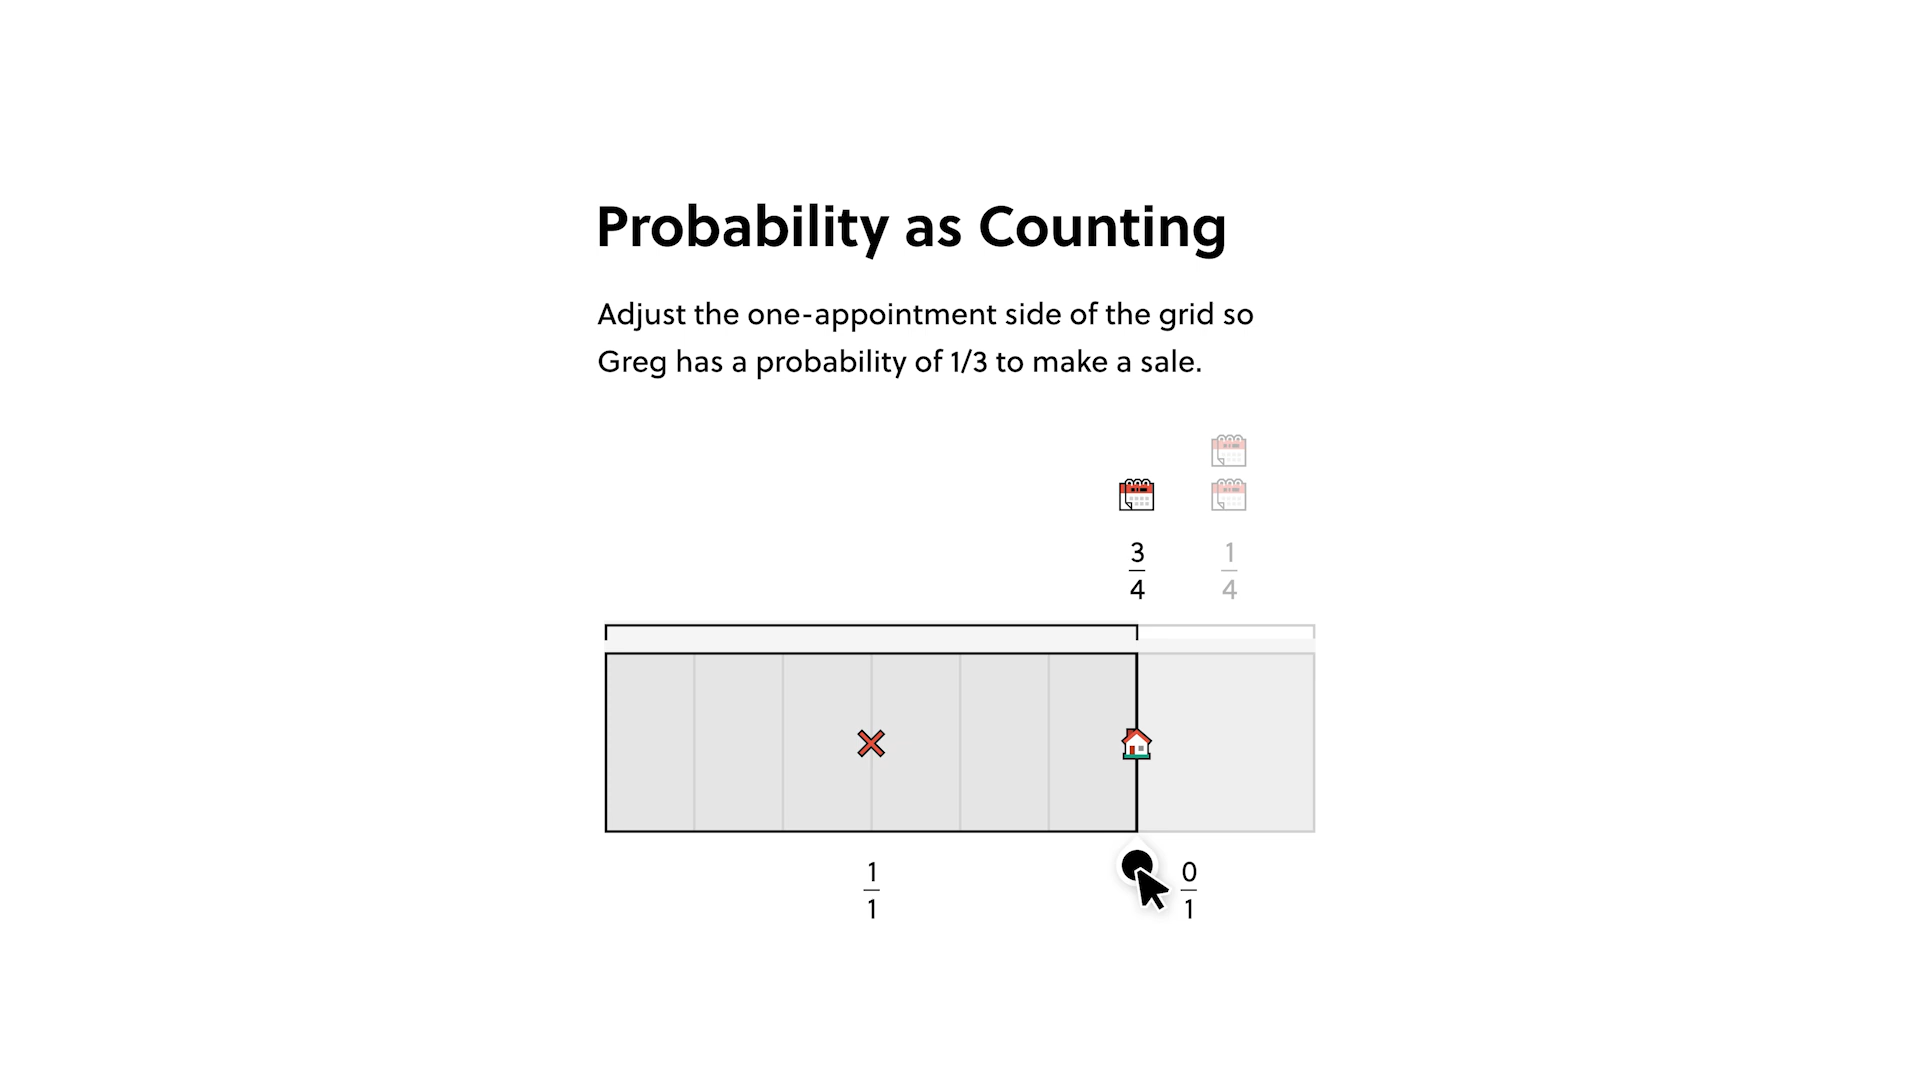 Probability as Counting
Adjust the one-appointment side of the grid so
Greg has a probability of 1/3 to make a sale.
3/4 1/4
1/1 0/1